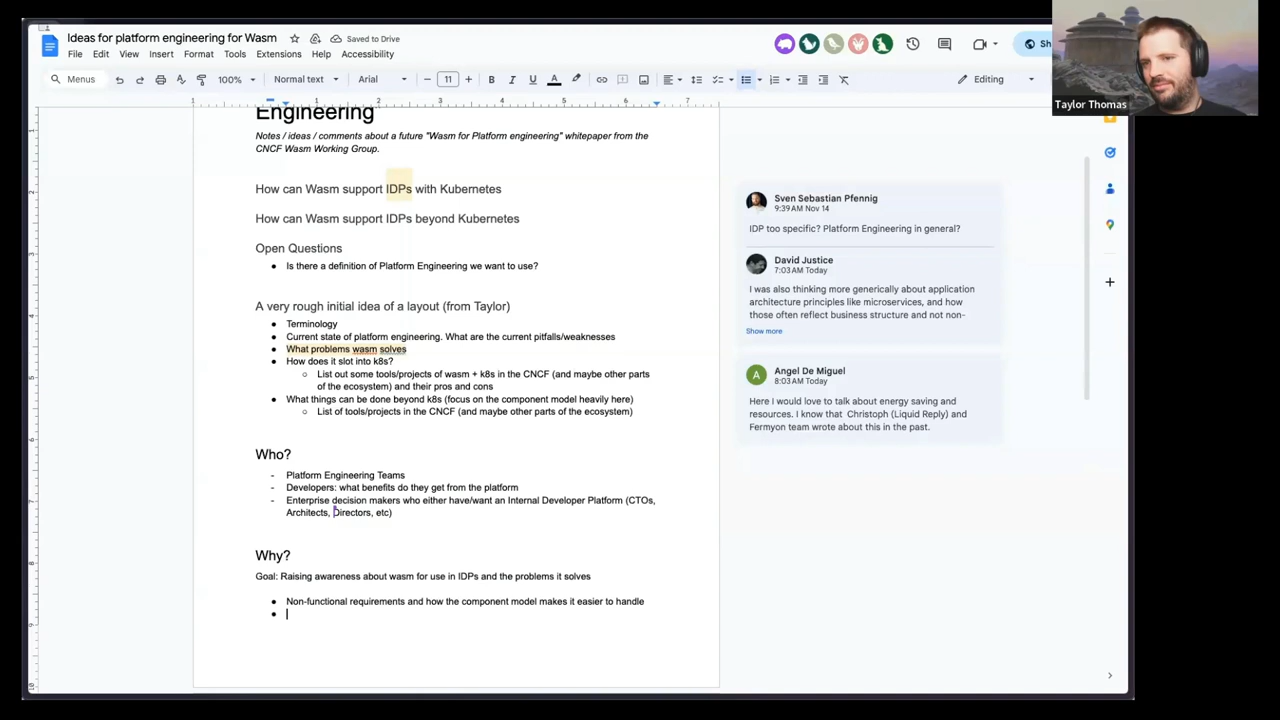 Ideas for platform engineering for Wasm
Saved to Drive
File Edit View Insert Format Tools Extensions Help Accessibility
Menus
100%
Normal text
Arial
11
Editing
Taylor Thomas
1 1 2 3 4 5 6 7
Engineering
Notes / ideas / comments about a future "Wasm for Platform engineering" whitepaper from the
CNCF Wasm Working Group.
How can Wasm support IDPs with Kubernetes
How can Wasm support IDPs beyond Kubernetes
Open Questions
● Is there a definition of Platform Engineering we want to use?
A very rough initial idea of a layout (from Taylor)
● Terminology
● Current state of platform engineering. What are the current pitfalls/weaknesses
● What problems wasm solves
● How does it slot into k8s?
○ List out some tools/projects of wasm + k8s in the CNCF (and maybe other parts
of the ecosystem) and their pros and cons
● What things can be done beyond k8s (focus on the component model heavily here)
○ List of tools/projects in the CNCF (and maybe other parts of the ecosystem)
Who?
- Platform Engineering Teams
- Developers: what benefits do they get from the platform
- Enterprise decision makers who either have/want an Internal Developer Platform (CTOs,
Architects, Directors, etc)
Why?
Goal: Raising awareness about wasm for use in IDPs and the problems it solves
● Non-functional requirements and how the component model makes it easier to handle
●
Sven Sebastian Pfennig
9:39 AM Nov 14
IDP too specific? Platform Engineering in general?
David Justice
7:03 AM Today
I was also thinking more generically about application
architecture principles like microservices, and how
those often reflect business structure and not non-
Show more
A
Angel De Miguel
8:03 AM Today
Here I would love to talk about energy saving and
resources. I know that Christoph (Liquid Reply) and
Fermyon team wrote about this in the past.